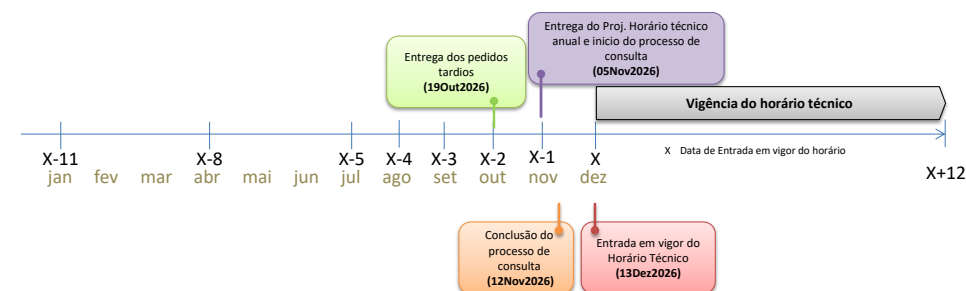 Entrega dos pedidos
tardios
(19Out2026)
Entrega do Proj. Horário técnico
anual e inicio do processo de
consulta
(05Nov2026)
Vigência do horário técnico
X-11
X-8
X-5
X-4
X-3
X-2
X-1
X
X Data de Entrada em vigor do horário
X+12
jan fev mar abr mai jun jul ago set out nov dez
Conclusão do
processo de
consulta
(12Nov2026)
Entrada em vigor do
Horário Técnico
(13Dez2026)